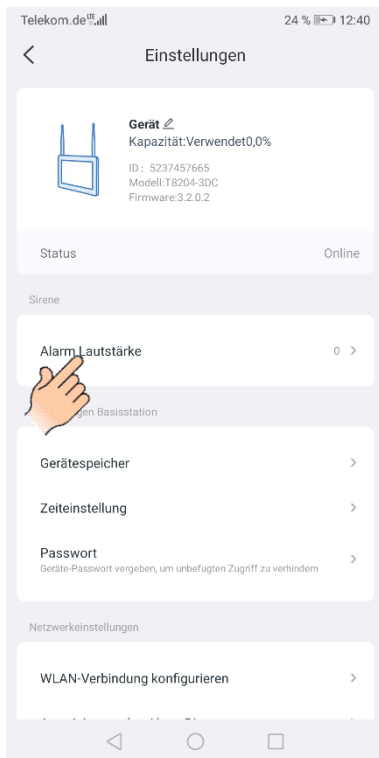 Telekom.de
24 % 12:40
Einstellungen
Gerät
Kapazität:Verwendet0,0%
ID : 5237457665
Modell:T8204-3DC
Firmware:3.2.0.2
Status Online
Sirene
Alarm Lautstärke 0
Basisstation
Gerätespeicher
Zeiteinstellung
Passwort
Geräte-Passwort vergeben, um unbefugten Zugriff zu verhindern
Netzwerkeinstellungen
WLAN-Verbindung konfigurieren